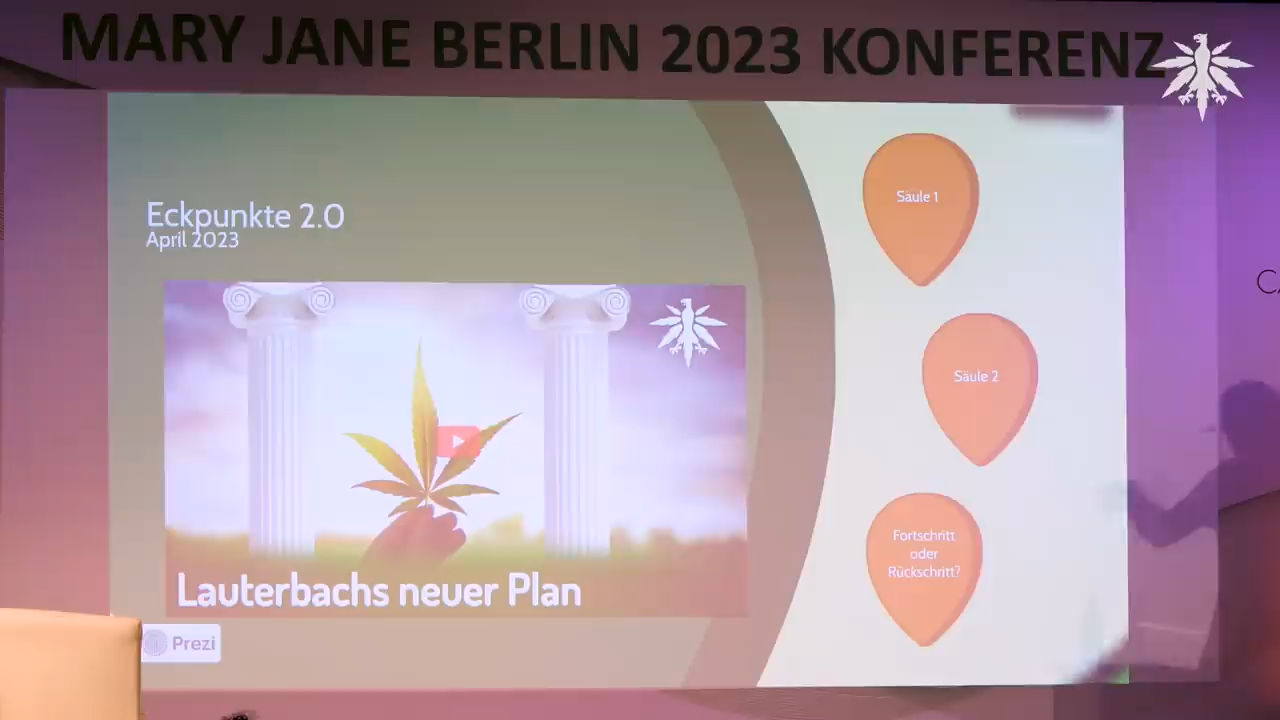 MARY JANE BERLIN 2023 KONFERENZ
Eckpunkte 2.0
April 2023
Lauterbachs neuer Plan
Prezi
Säule 1
Säule 2
Fortschritt
oder
Rückschritt?